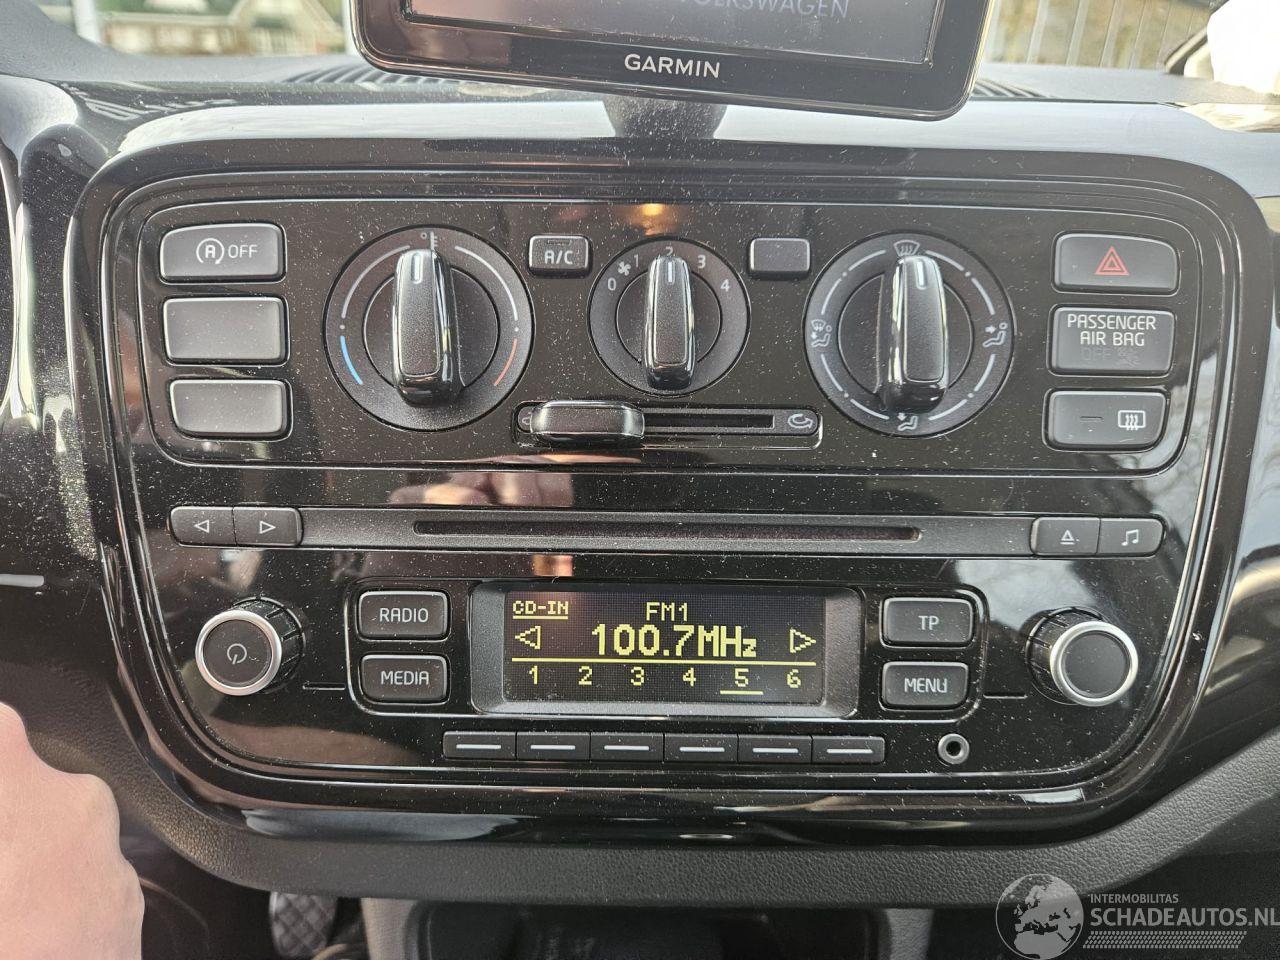 VOLKSWAGEN
GARMIN
A OFF
A/C
0 1 2 3 4
PASSENGER
AIR BAG
OFF
RADIO
MEDIA
CD-IN
FM1
100.7MHz
1 2 3 4 5 6
TP
MENU
INTERMOBILITAS
SCHADEAUTOS.NL